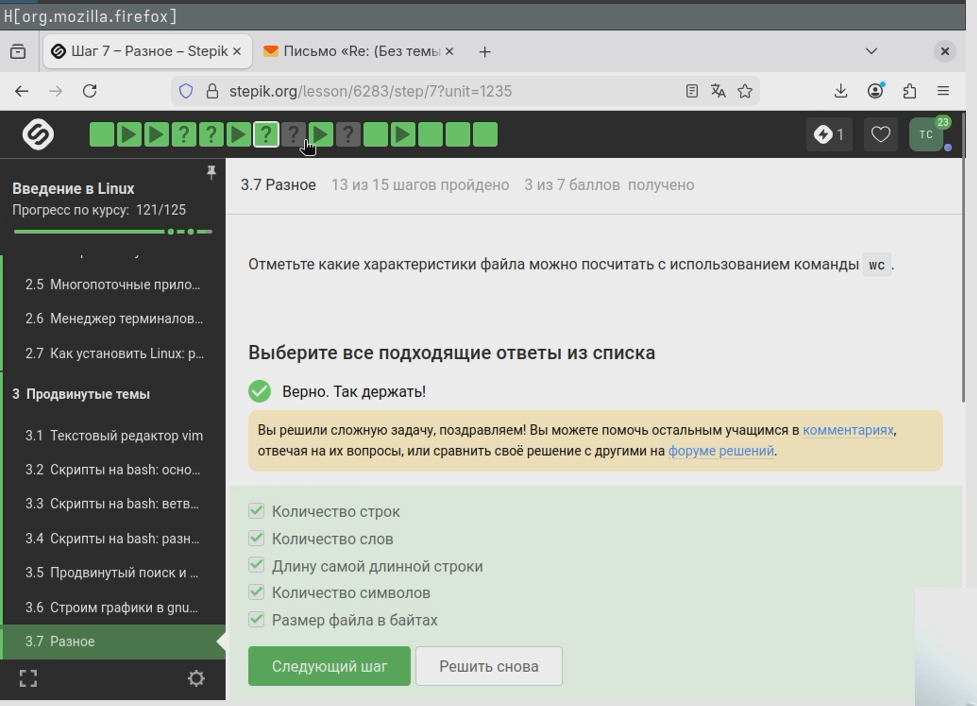 H[org.mozilla.firefox]
Шаг 7 – Разное – Stepik
Письмо «Re: (Без темы
stepik.org/lesson/6283/step/7?unit=1235
1
TC
23
Введение в Linux
Прогресс по курсу: 121/125
2.5 Многопоточные прило...
2.6 Менеджер терминалов...
2.7 Как установить Linux: р...
3 Продвинутые темы
3.1 Текстовый редактор vim
3.2 Скрипты на bash: осно...
3.3 Скрипты на bash: ветв...
3.4 Скрипты на bash: разн...
3.5 Продвинутый поиск и ...
3.6 Строим графики в gnu...
3.7 Разное
3.7 Разное 13 из 15 шагов пройдено 3 из 7 баллов получено
Отметьте какие характеристики файла можно посчитать с использованием команды wc.
Выберите все подходящие ответы из списка
Верно. Так держать!
Вы решили сложную задачу, поздравляем! Вы можете помочь остальным учащимся в комментариях,
отвечая на их вопросы, или сравнить своё решение с другими на форуме решений.
Количество строк
Количество слов
Длину самой длинной строки
Количество символов
Размер файла в байтах
Следующий шаг
Решить снова